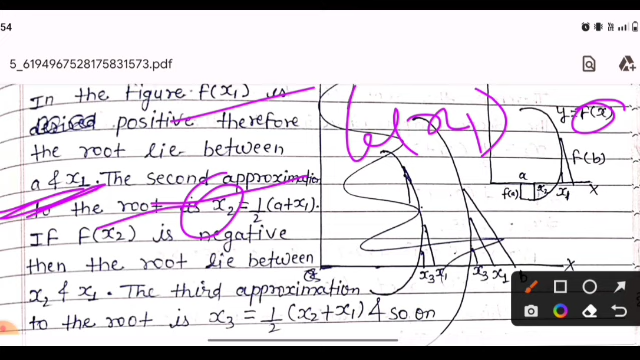 54
5_6194967528175831573.pdf
In the figure f(x₁) is
positive therefore
the root lie between
a & x₁. The second approximation
to the root is x₂ = 1/2 (a+x₁).
If f(x₂) is negative
then the root lie between
x₂ & x₁. The third approximation
to the root is x₃ = 1/2 (x₂+x₁) & so on
(x₁)
y=f(x)
f(b)
a
f(a) x₂ x₁ x
x₃ x₁ x₃ x₁ b x